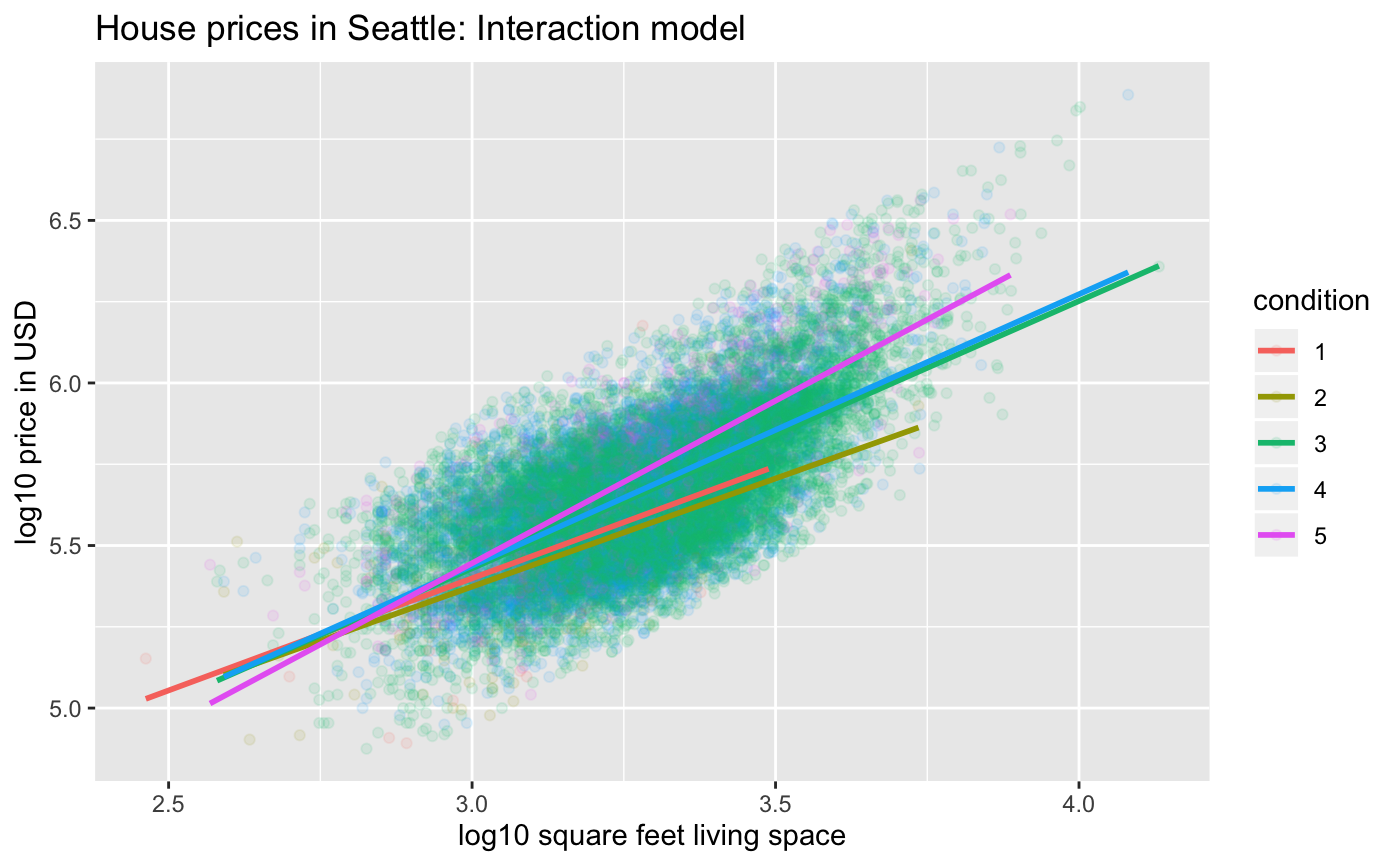 House prices in Seattle: Interaction model
log10 price in USD
6.5
6.0
5.5
5.0
2.5 3.0 3.5 4.0
log10 square feet living space
condition
1
2
3
4
5